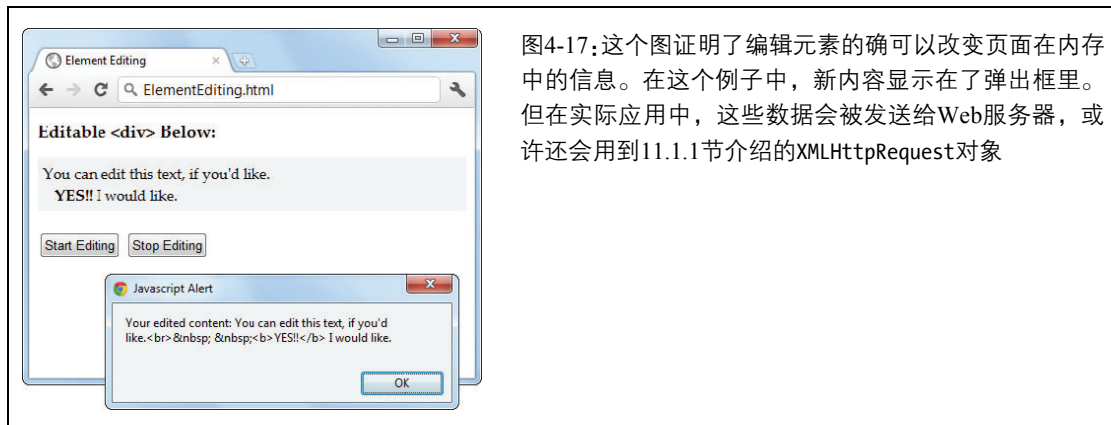 Element Editing
ElementEditing.html
Editable <div> Below:
You can edit this text, if you'd like.
YES!! I would like.
Start Editing Stop Editing
Javascript Alert
Your edited content: You can edit this text, if you'd
like.<br>&nbsp; &nbsp;<b>YES!!</b> I would like.
OK
图4-17:这个图证明了编辑元素的确可以改变页面在内存
中的信息。在这个例子中，新内容显示在了弹出框里。
但在实际应用中，这些数据会被发送给Web服务器，或
许还会用到11.1.1节介绍的XMLHttpRequest对象